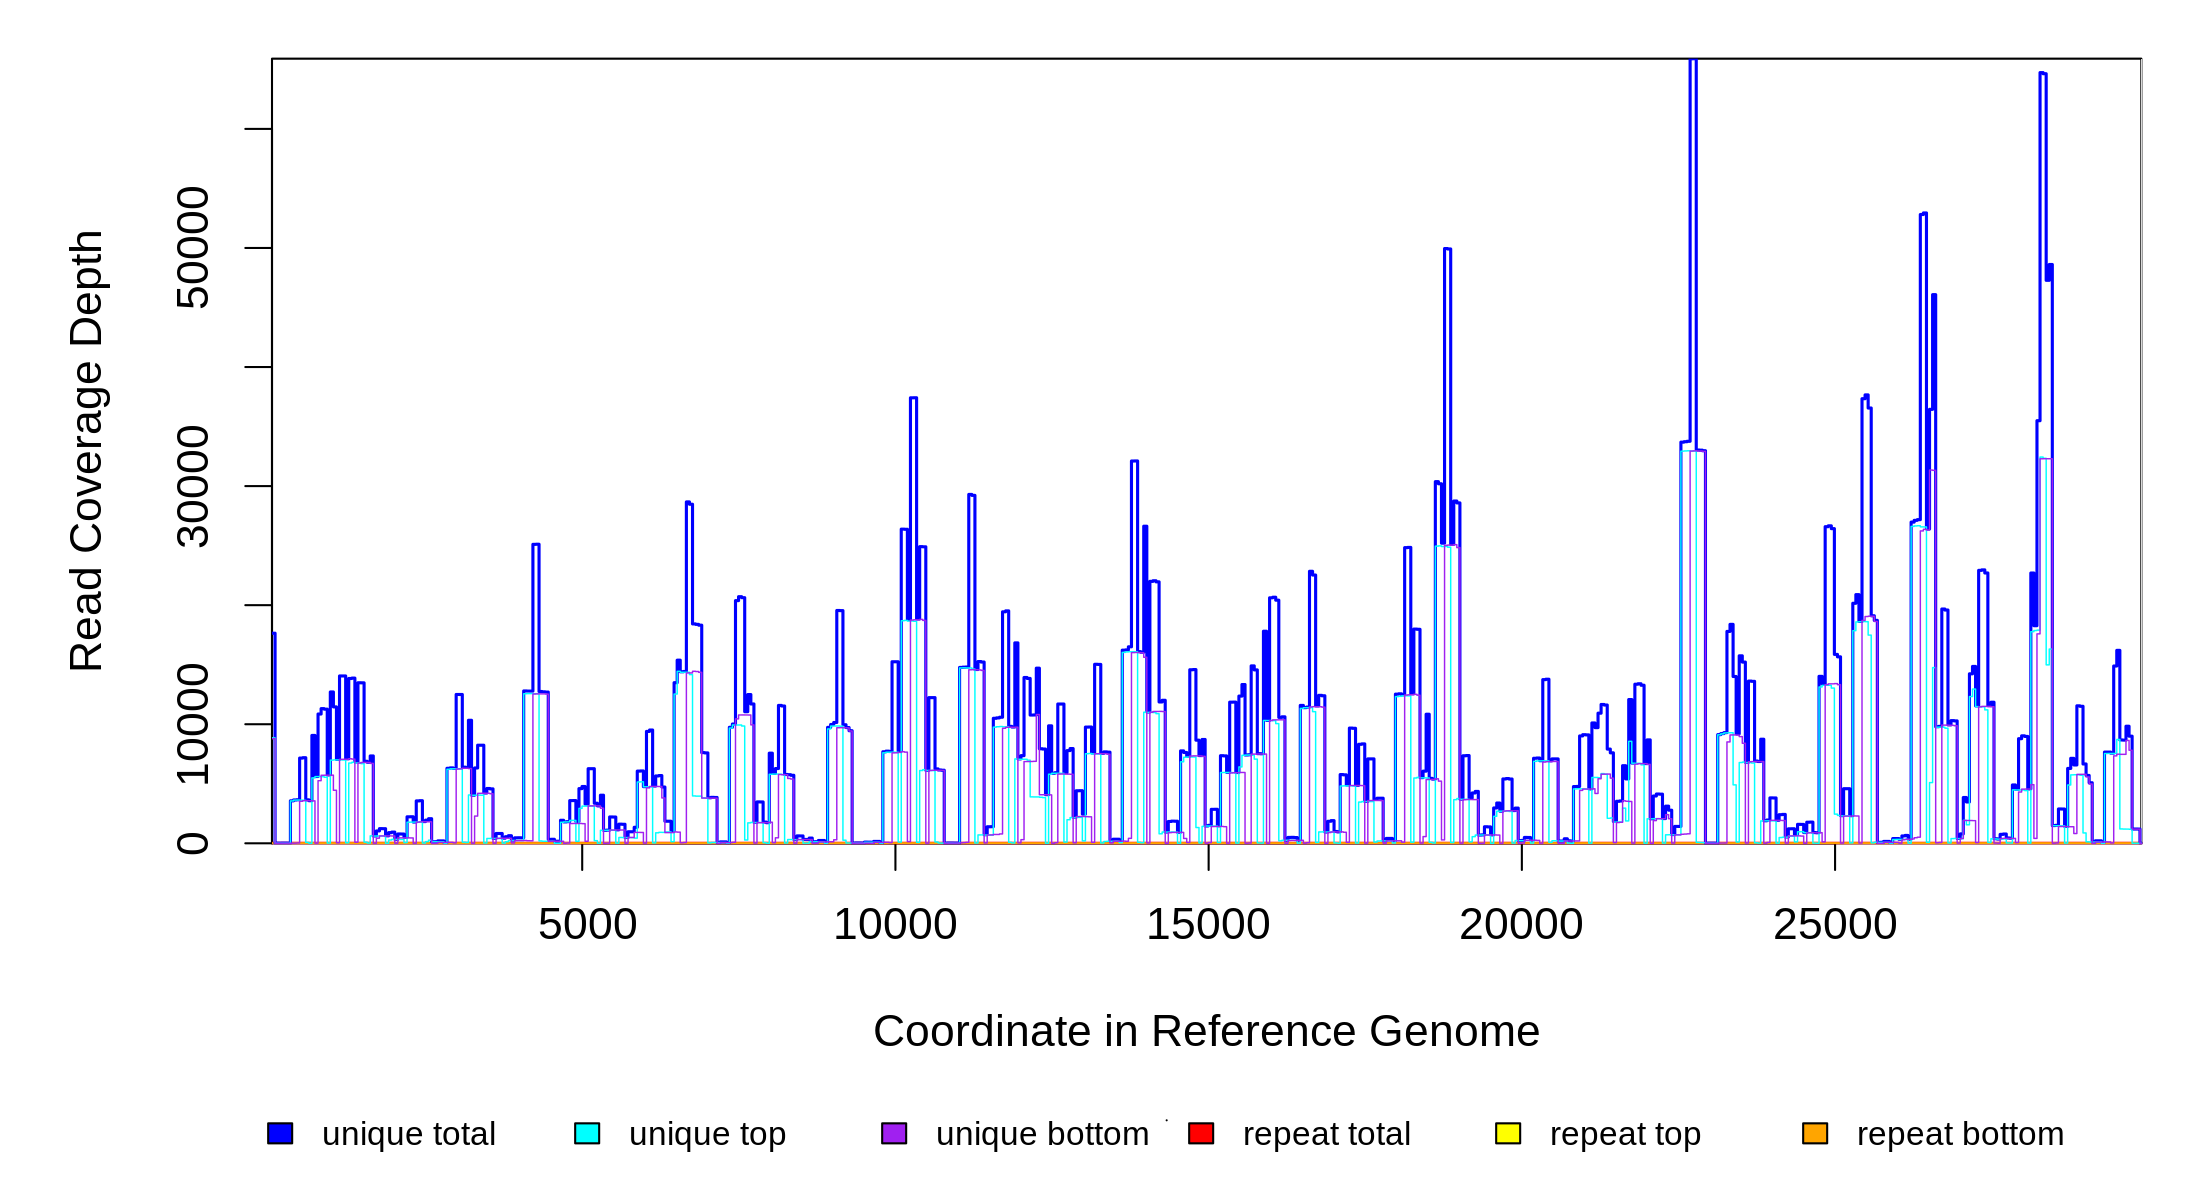 Read Coverage Depth
50000
30000
10000
0
5000 10000 15000 20000 25000
Coordinate in Reference Genome
unique total unique top unique bottom repeat total repeat top repeat bottom